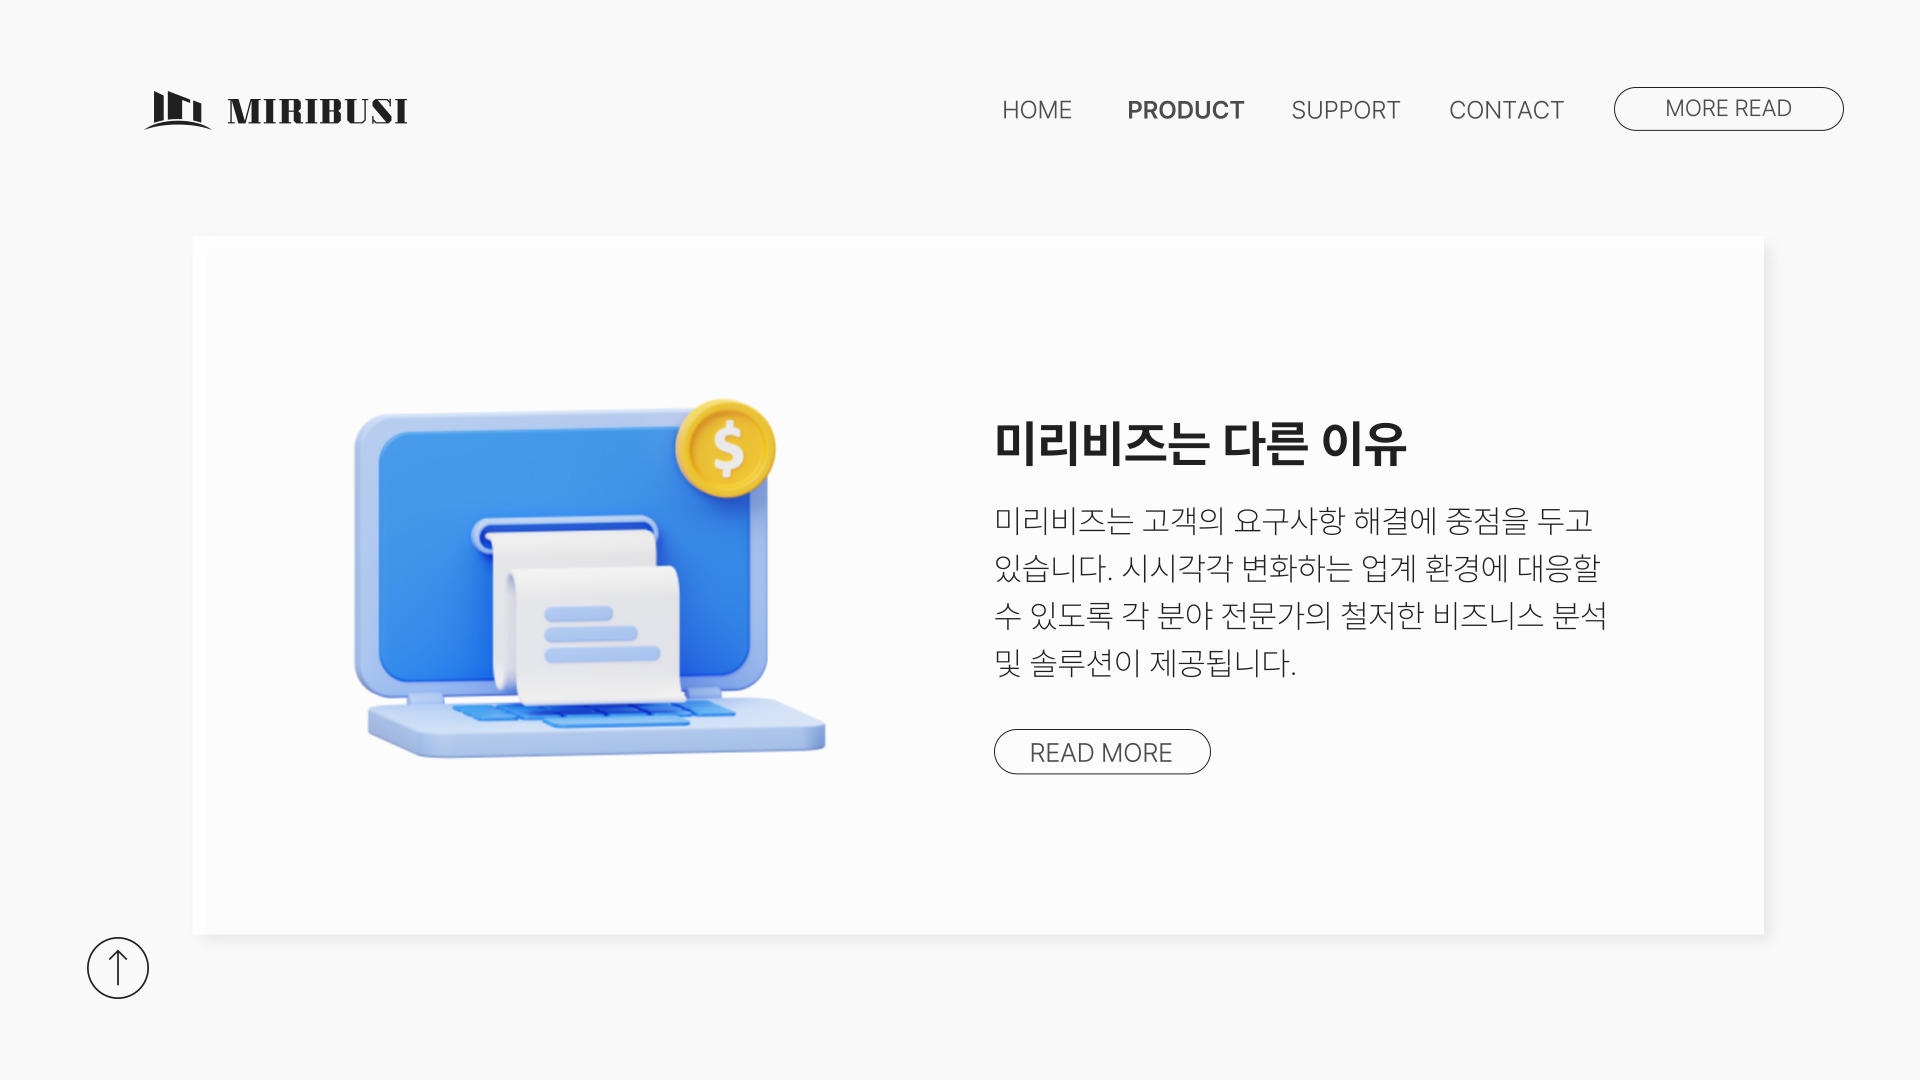 MIRIBUSI
HOME PRODUCT SUPPORT CONTACT MORE READ
$
미리비즈는 다른 이유
미리비즈는 고객의 요구사항 해결에 중점을 두고
있습니다. 시시각각 변화하는 업계 환경에 대응할
수 있도록 각 분야 전문가의 철저한 비즈니스 분석
및 솔루션이 제공됩니다.
READ MORE